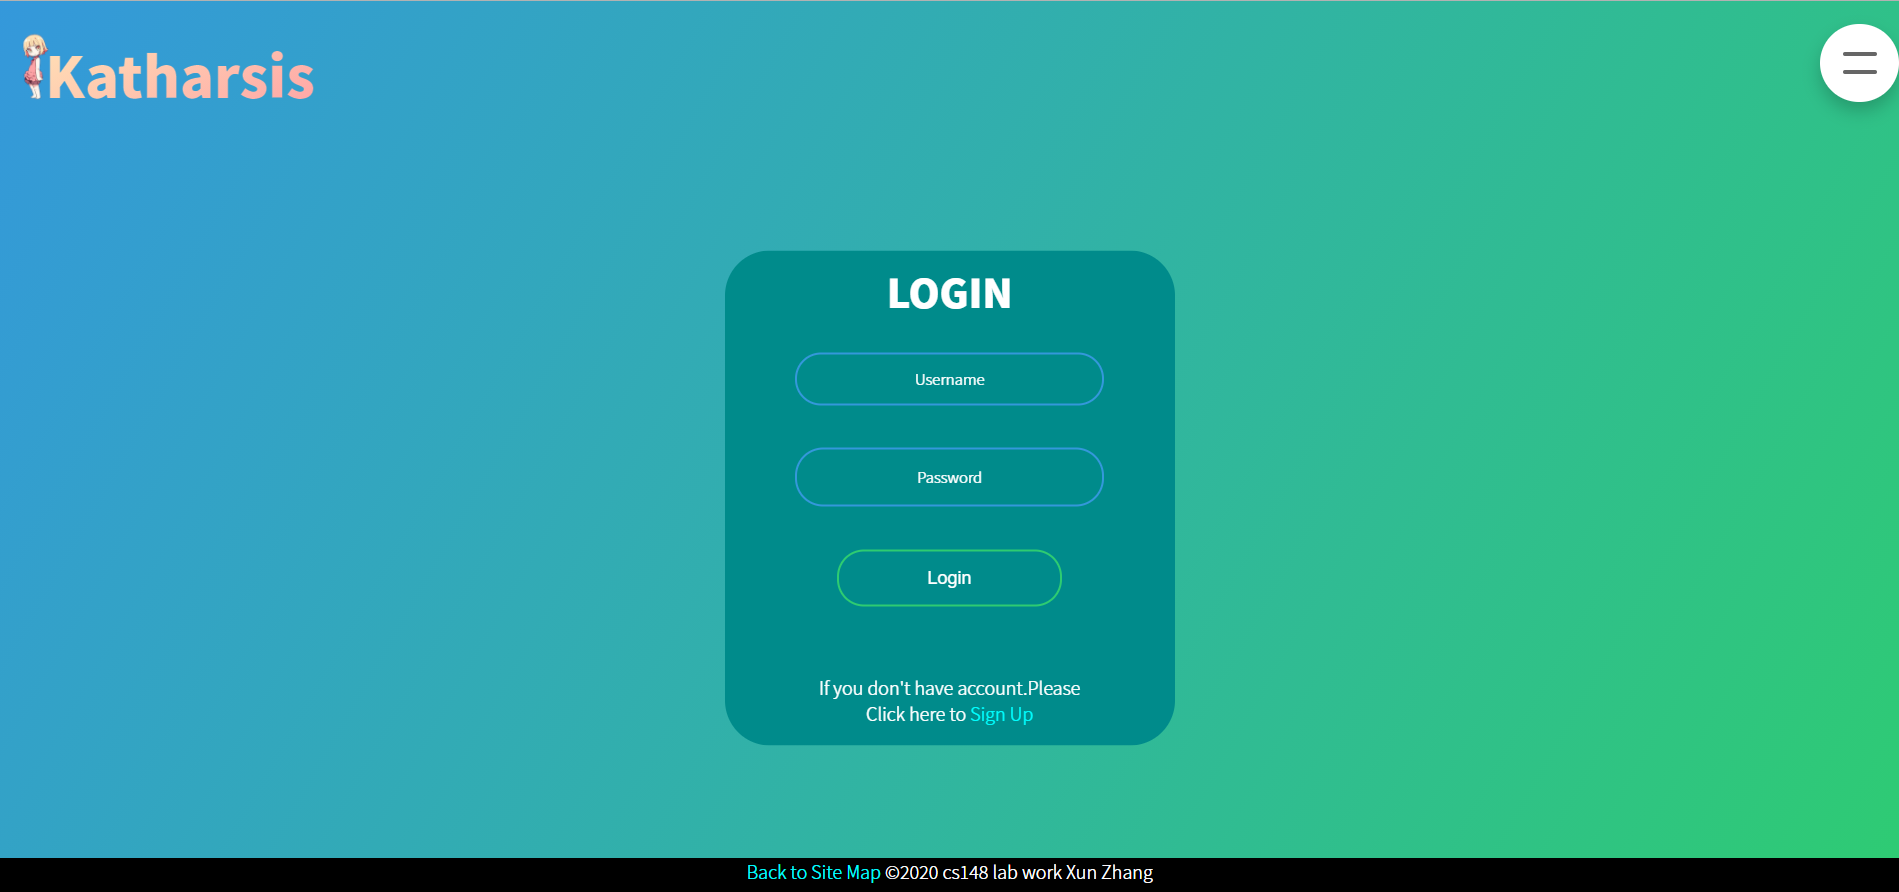 Katharsis
LOGIN
Username
Password
Login
If you don't have account.Please
Click here to Sign Up
Back to Site Map ©2020 cs148 lab work Xun Zhang